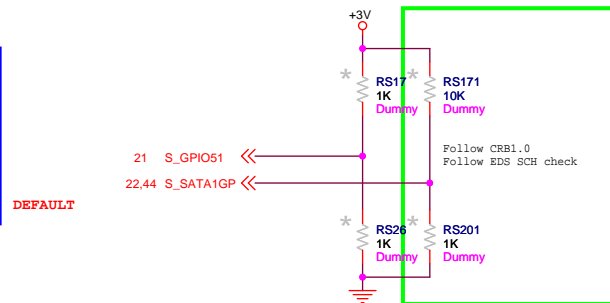 +3V
* RS17
1K
Dummy
* RS171
10K
Dummy
21 S_GPIO51
Follow CRB1.0
Follow EDS SCH check
22,44 S_SATA1GP
DEFAULT
* RS26
1K
Dummy
* RS201
1K
Dummy